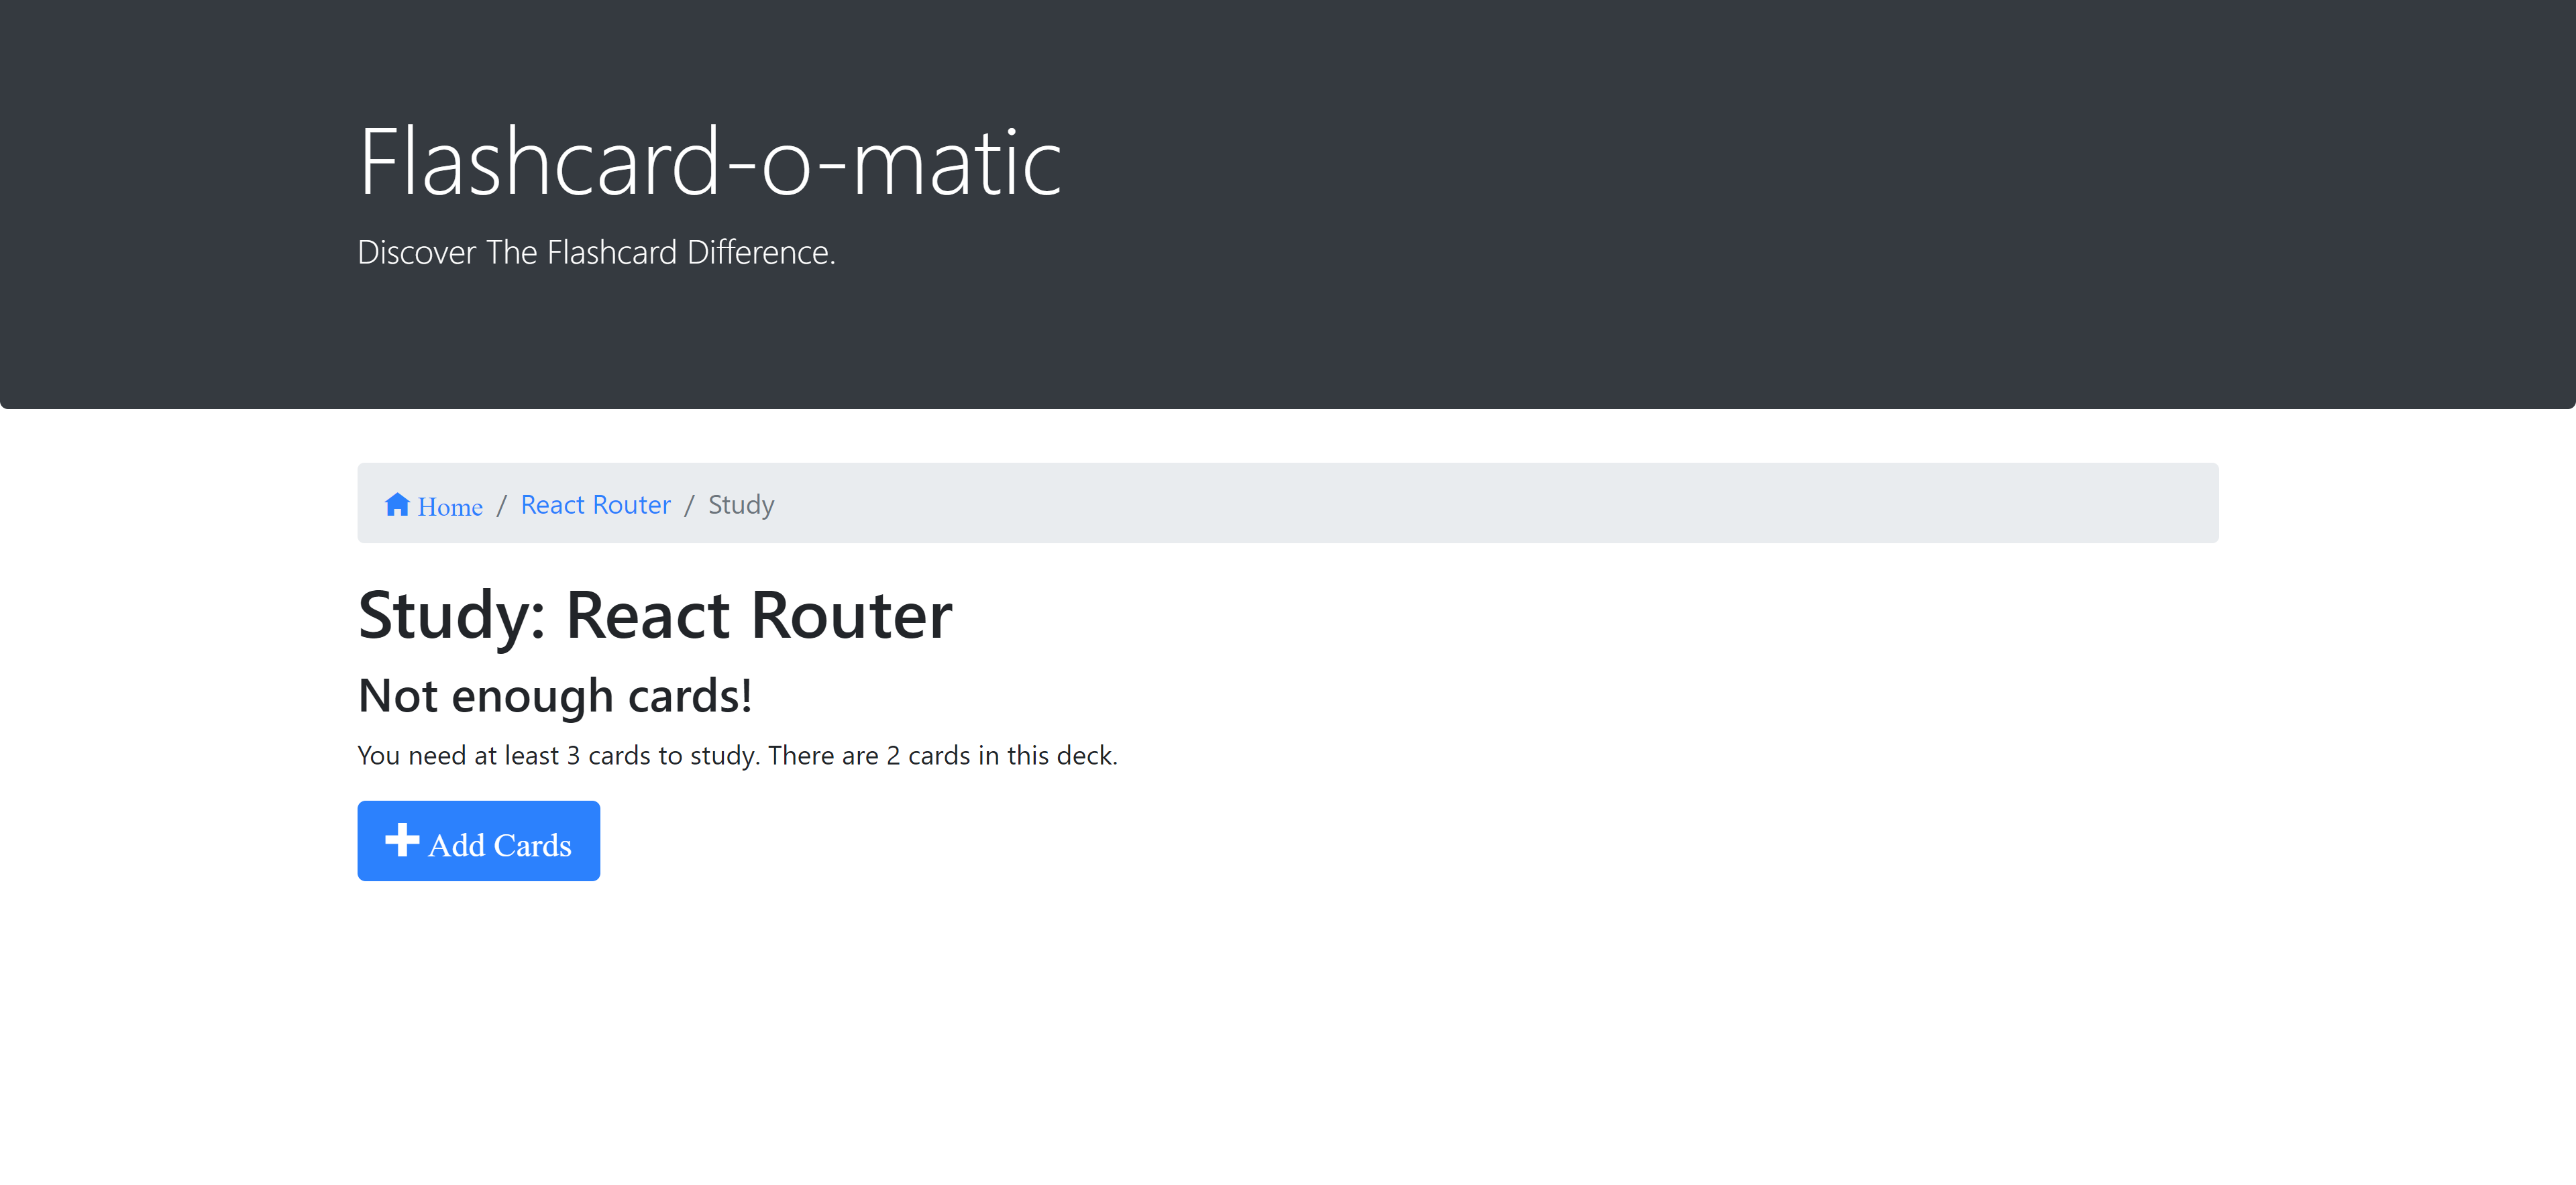 Flashcard-o-matic
Discover The Flashcard Difference.
Home / React Router / Study
Study: React Router
Not enough cards!
You need at least 3 cards to study. There are 2 cards in this deck.
Add Cards